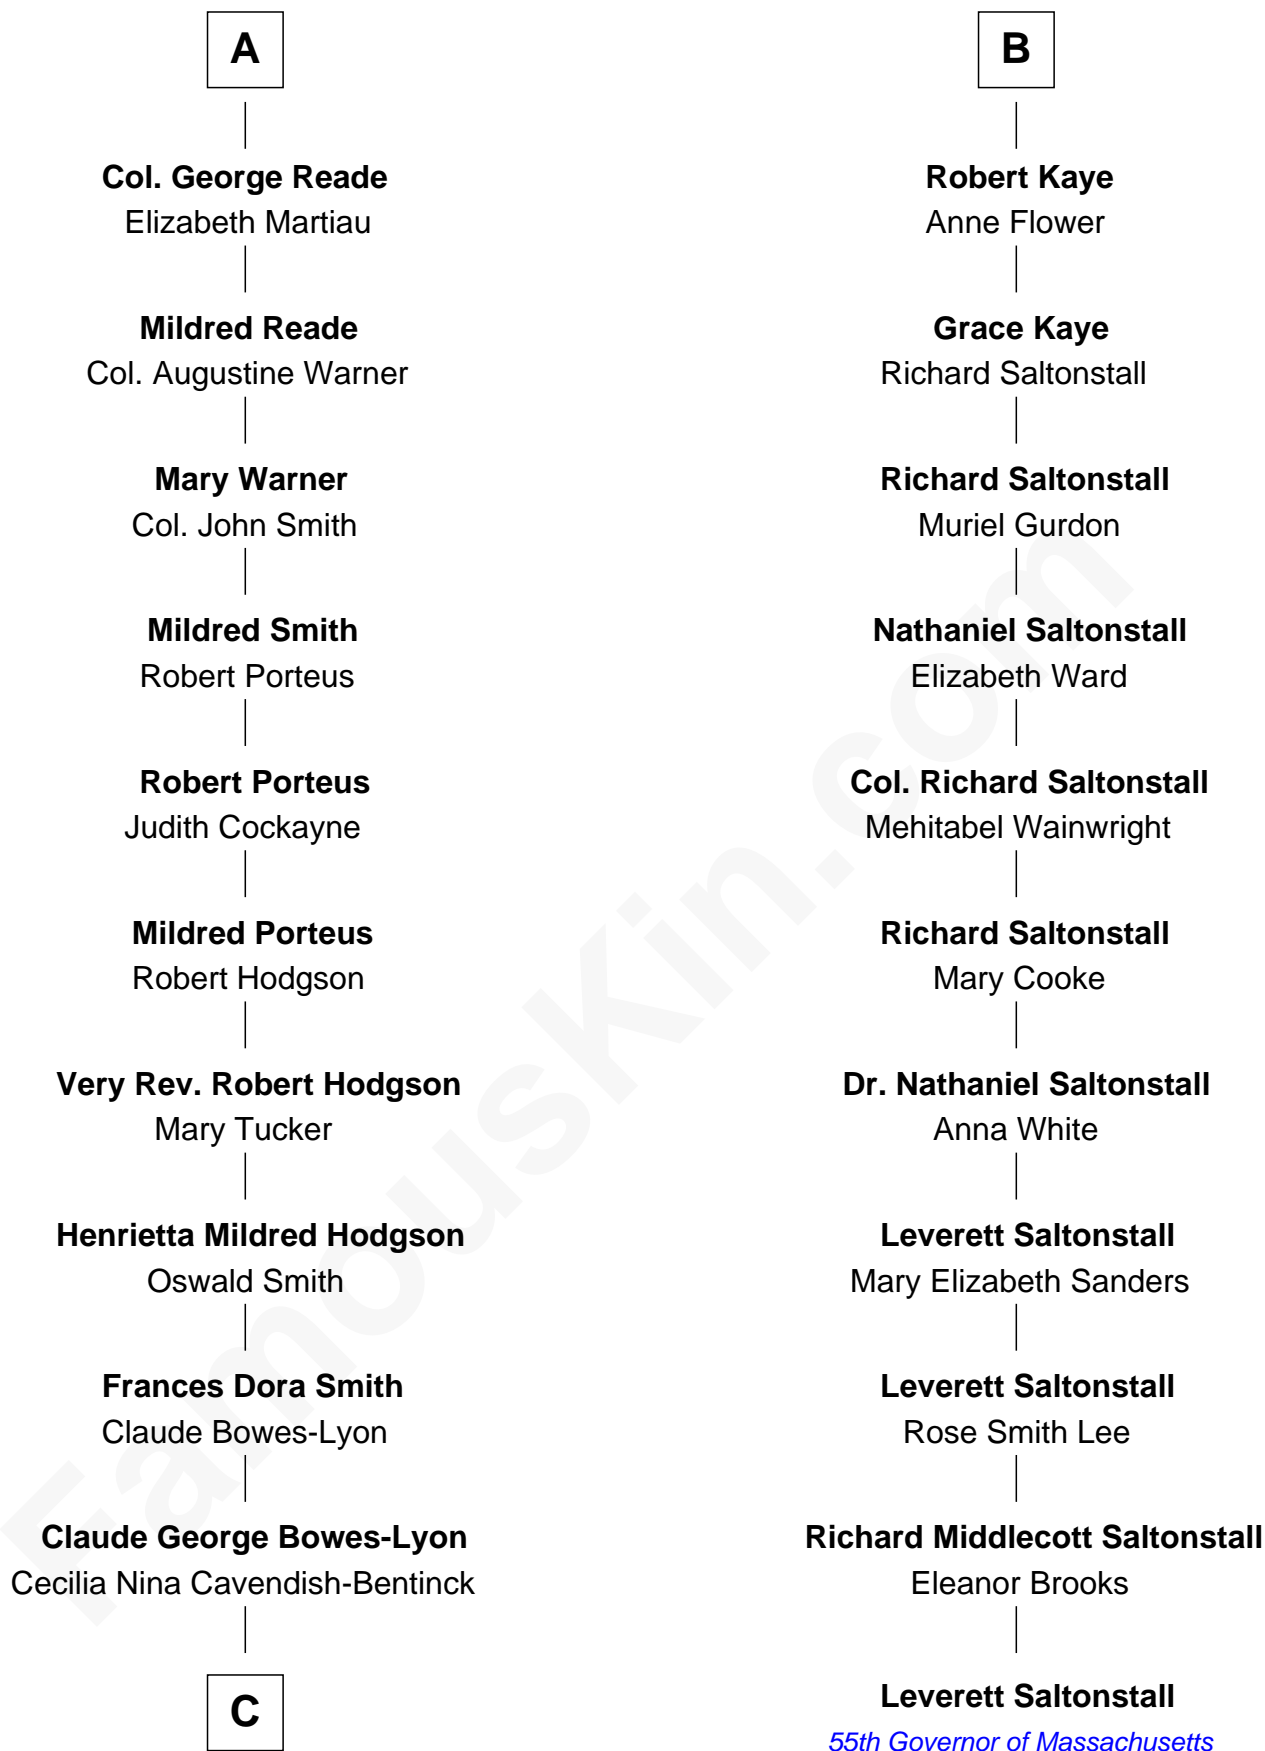 A
Col. George Reade
Elizabeth Martiau
Mildred Reade
Col. Augustine Warner
Mary Warner
Col. John Smith
Mildred Smith
Robert Porteus
Robert Porteus
Judith Cockayne
Mildred Porteus
Robert Hodgson
Very Rev. Robert Hodgson
Mary Tucker
Henrietta Mildred Hodgson
Oswald Smith
Frances Dora Smith
Claude Bowes-Lyon
Claude George Bowes-Lyon
Cecilia Nina Cavendish-Bentinck
C
B
Robert Kaye
Anne Flower
Grace Kaye
Richard Saltonstall
Richard Saltonstall
Muriel Gurdon
Nathaniel Saltonstall
Elizabeth Ward
Col. Richard Saltonstall
Mehitabel Wainwright
Richard Saltonstall
Mary Cooke
Dr. Nathaniel Saltonstall
Anna White
Leverett Saltonstall
Mary Elizabeth Sanders
Leverett Saltonstall
Rose Smith Lee
Richard Middlecott Saltonstall
Eleanor Brooks
Leverett Saltonstall
55th Governor of Massachusetts
FamousKin.com